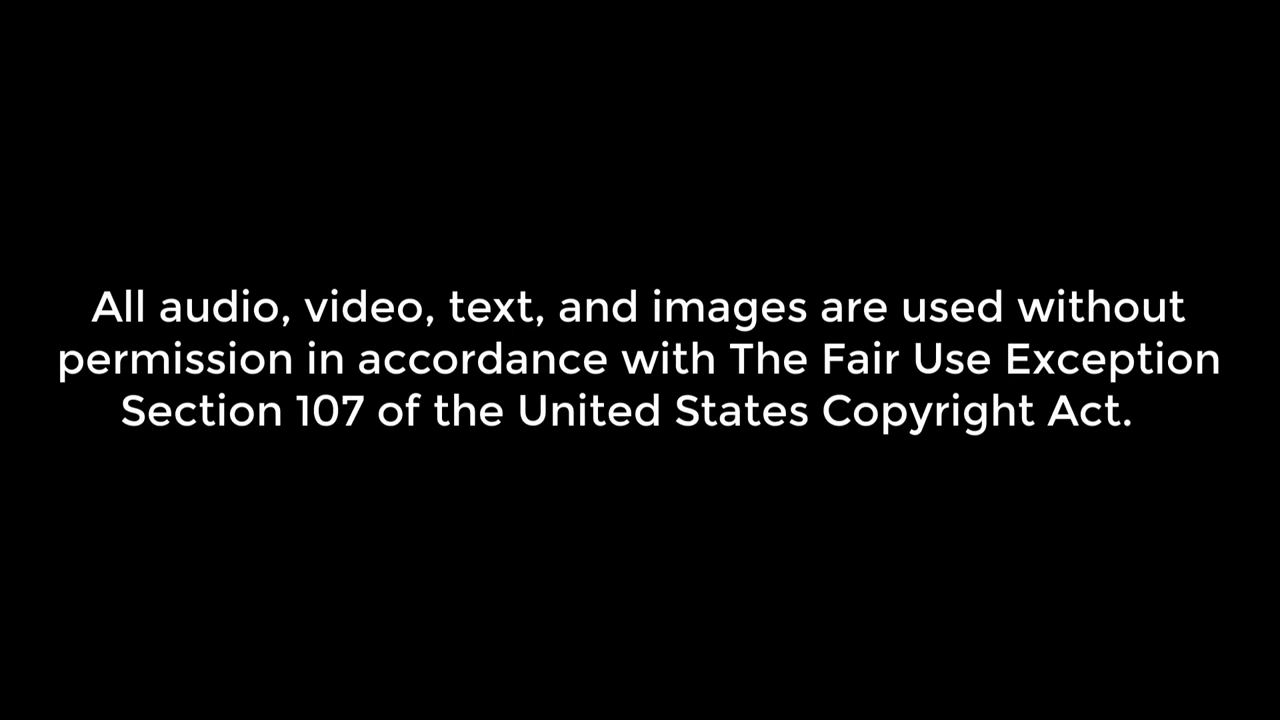 All audio, video, text, and images are used without
permission in accordance with The Fair Use Exception
Section 107 of the United States Copyright Act.